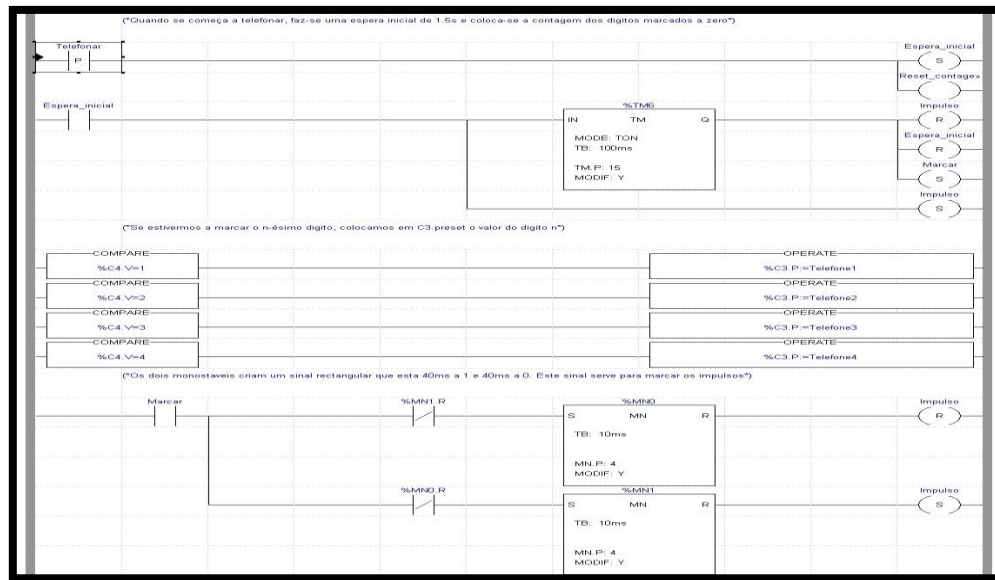 (*Quando se começa a telefonar, faz-se uma espera inicial de 1.5s e coloca-se a contagem dos digitos marcados a zero*)
Telefonar
P
Espera_inicial
S
Reset_contage>
Espera_inicial
%TM6
Impulso
IN TM Q
R
MODE: TON
TB: 100ms
Espera_inicial
R
TM.P: 15
MODIF: Y
Marcar
S
Impulso
S
(*Se estivermos a marcar o n-ésimo digito, colocamos em C3.preset o valor do digito n*)
COMPARE OPERATE
%C4.V=1 %C3.P:=Telefone1
COMPARE OPERATE
%C4.V=2 %C3.P:=Telefone2
COMPARE OPERATE
%C4.V=3 %C3.P:=Telefone3
COMPARE OPERATE
%C4.V=4 %C3.P:=Telefone4
(*Os dois monostaveis criam um sinal rectangular que esta 40ms a 1 e 40ms a 0. Este sinal serve para marcar os impulsos*)
Marcar %MN1.R %MN0 Impulso
S MN R R
TB: 10ms
MN.P: 4
MODIF: Y
%MN0.R %MN1 Impulso
S MN R S
TB: 10ms
MN.P: 4
MODIF: Y